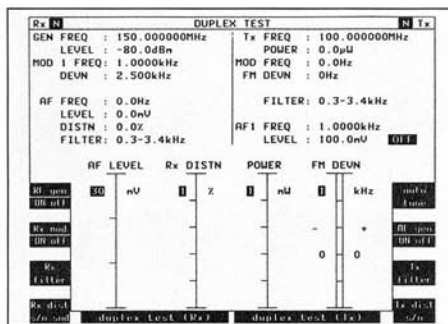 Rx N DUPLEX TEST N Tx
GEN FREQ : 150.000000MHz
LEVEL : -80.0dBm
MOD 1 FREQ: 1.0000kHz
DEVN : 2.500kHz
AF FREQ : 0.0Hz
LEVEL : 0.0mV
DISTN : 0.0%
FILTER: 0.3-3.4kHz
Tx FREQ : 100.000000MHz
POWER : 0.0µW
MOD FREQ : 0.0Hz
FM DEVN : 0Hz
FILTER: 0.3-3.4kHz
AF1 FREQ : 1.0000kHz
LEVEL : 100.0mV OFF
AF LEVEL Rx DISTN POWER FM DEVN
30 mV 1 % 1 mW 1 kHz
- +
0 0
RF gen
ON off
Rx mod
ON off
Rx
filter
Rx dist
s/n snd
duplex test (Rx) duplex test (Tx)
auto
tune
AF gen
ON off
Tx
filter
Tx dist
s/n